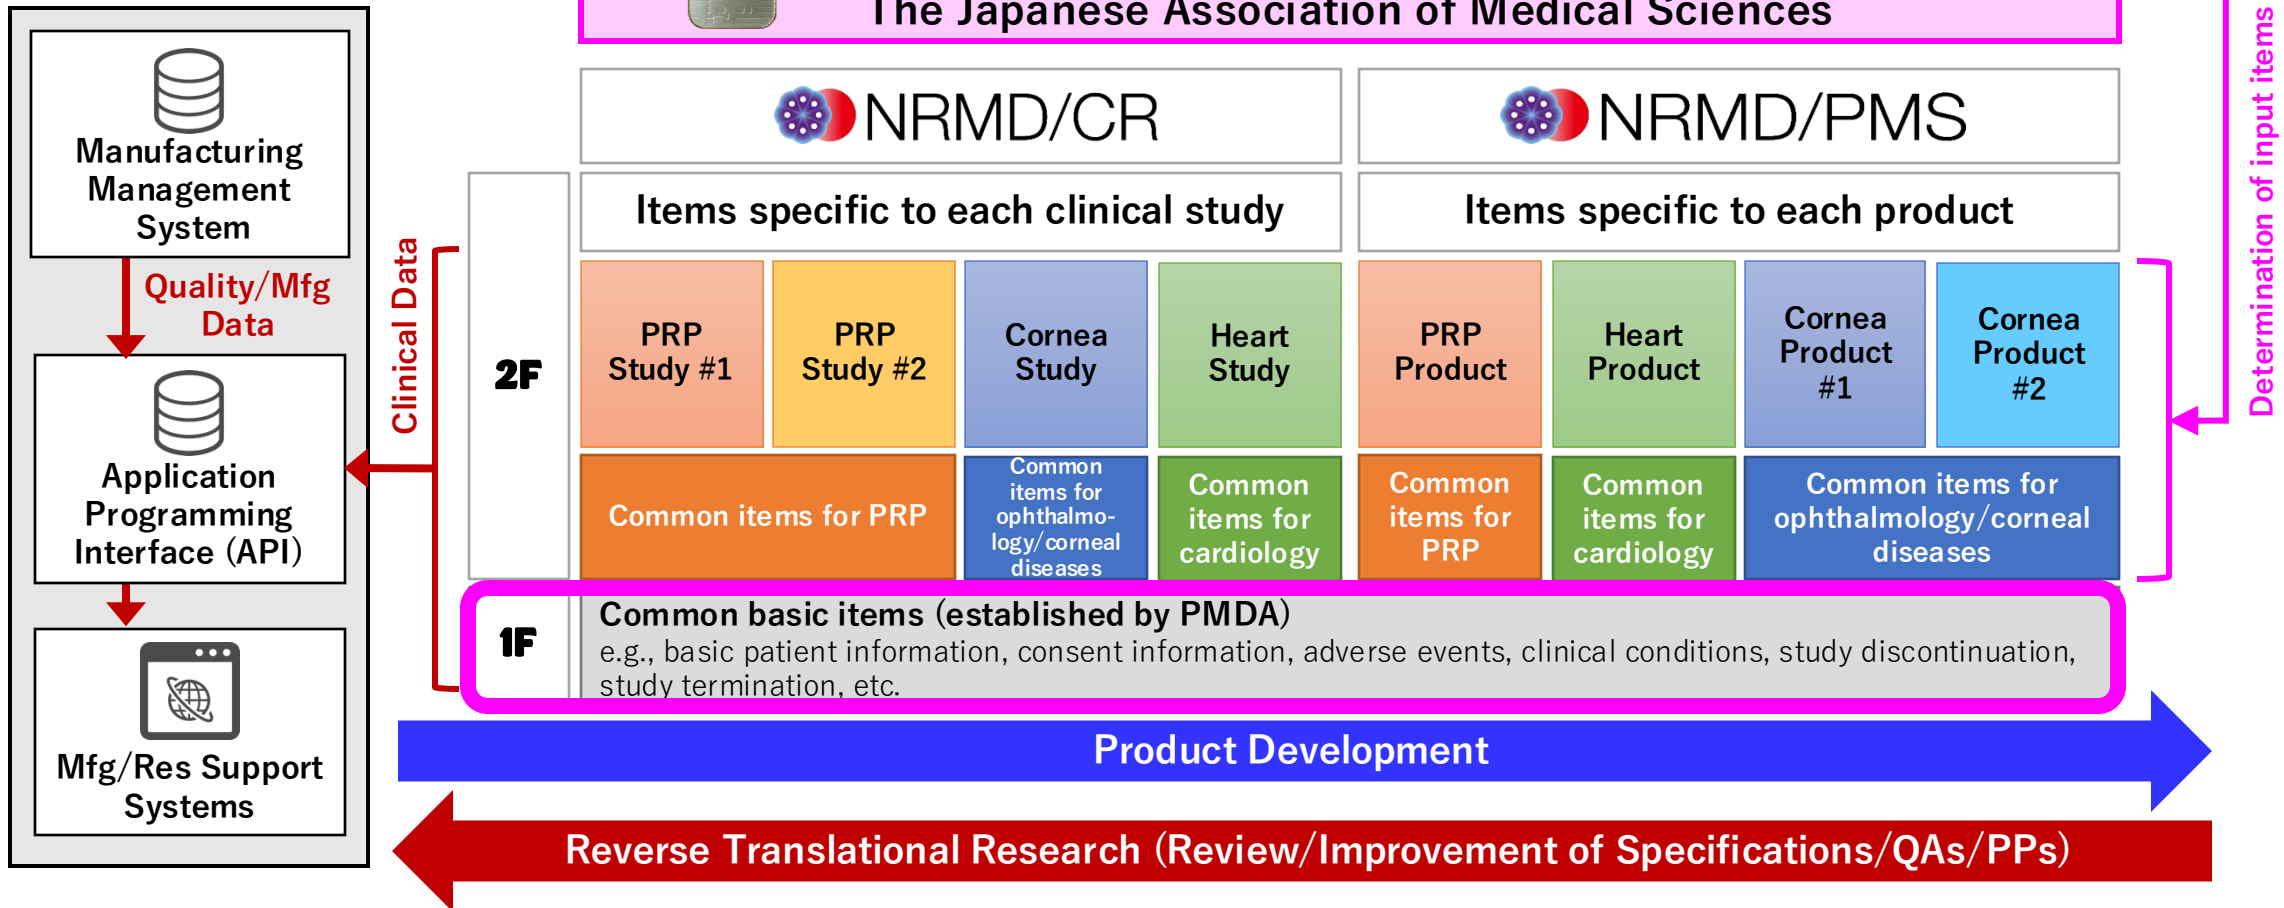 The Japanese Association of Medical Sciences
Manufacturing
Management
System
Quality/Mfg
Data
Application
Programming
Interface (API)
Mfg/Res Support
Systems
Clinical Data
NRMD/CR
NRMD/PMS
2F
Items specific to each clinical study
Items specific to each product
PRP
Study #1
PRP
Study #2
Cornea
Study
Heart
Study
PRP
Product
Heart
Product
Cornea
Product
#1
Cornea
Product
#2
Common items for PRP
Common
items for
ophthalmo-
logy/corneal
diseases
Common
items for
cardiology
Common
items for
PRP
Common
items for
cardiology
Common items for
ophthalmology/corneal
diseases
1F
Common basic items (established by PMDA)
e.g., basic patient information, consent information, adverse events, clinical conditions, study discontinuation,
study termination, etc.
Determination of input items
Product Development
Reverse Translational Research (Review/Improvement of Specifications/QAs/PPs)